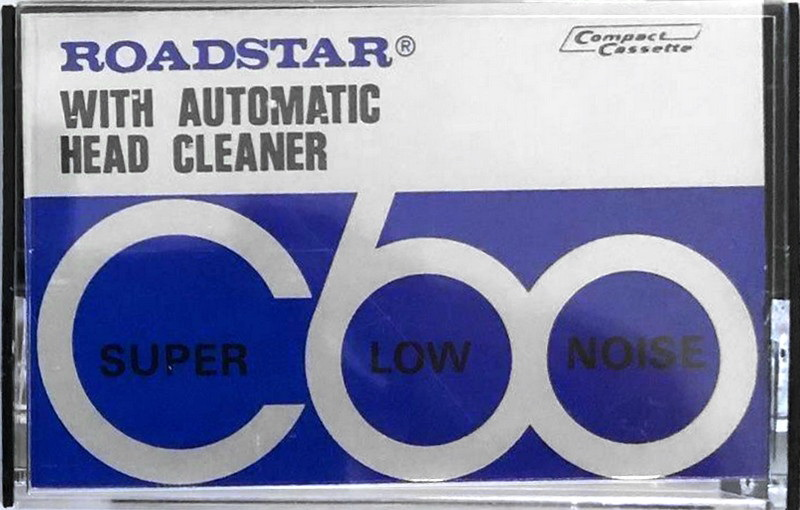 ROADSTAR®
Compact
Cassette
WITH AUTOMATIC
HEAD CLEANER
C60
SUPER LOW NOISE